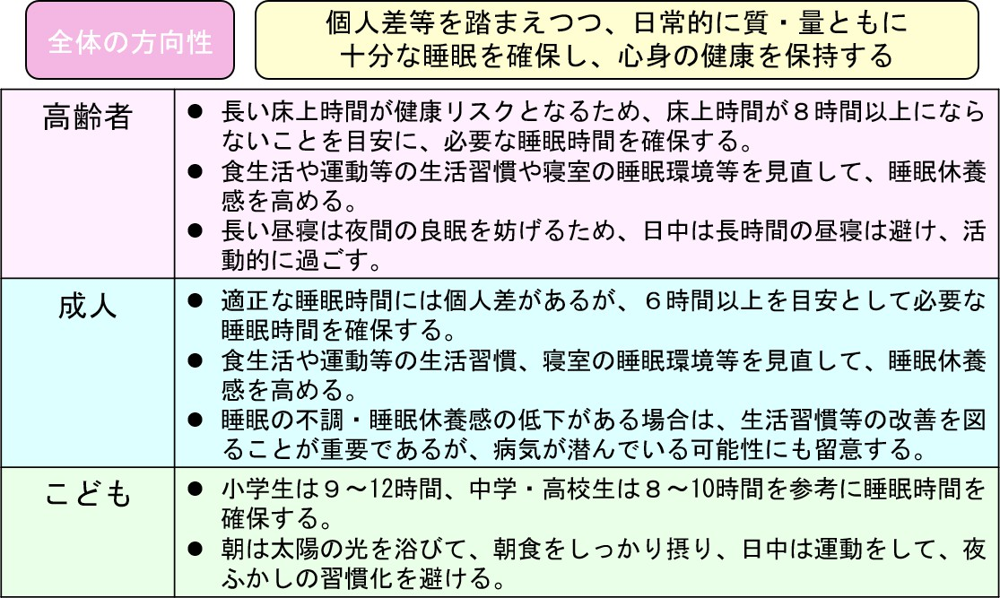 全体の方向性
個人差等を踏まえつつ、日常的に質・量ともに
十分な睡眠を確保し、心身の健康を保持する
高齢者
● 長い床上時間が健康リスクとなるため、床上時間が８時間以上になら
ないことを目安に、必要な睡眠時間を確保する。
● 食生活や運動等の生活習慣や寝室の睡眠環境等を見直して、睡眠休養
感を高める。
● 長い昼寝は夜間の良眠を妨げるため、日中は長時間の昼寝は避け、活
動的に過ごす。
成人
● 適正な睡眠時間には個人差があるが、６時間以上を目安として必要な
睡眠時間を確保する。
● 食生活や運動等の生活習慣、寝室の睡眠環境等を見直して、睡眠休養
感を高める。
● 睡眠の不調・睡眠休養感の低下がある場合は、生活習慣等の改善を図
ることが重要であるが、病気が潜んでいる可能性にも留意する。
こども
● 小学生は９～12時間、中学・高校生は８～10時間を参考に睡眠時間を
確保する。
● 朝は太陽の光を浴びて、朝食をしっかり摂り、日中は運動をして、夜
ふかしの習慣化を避ける。